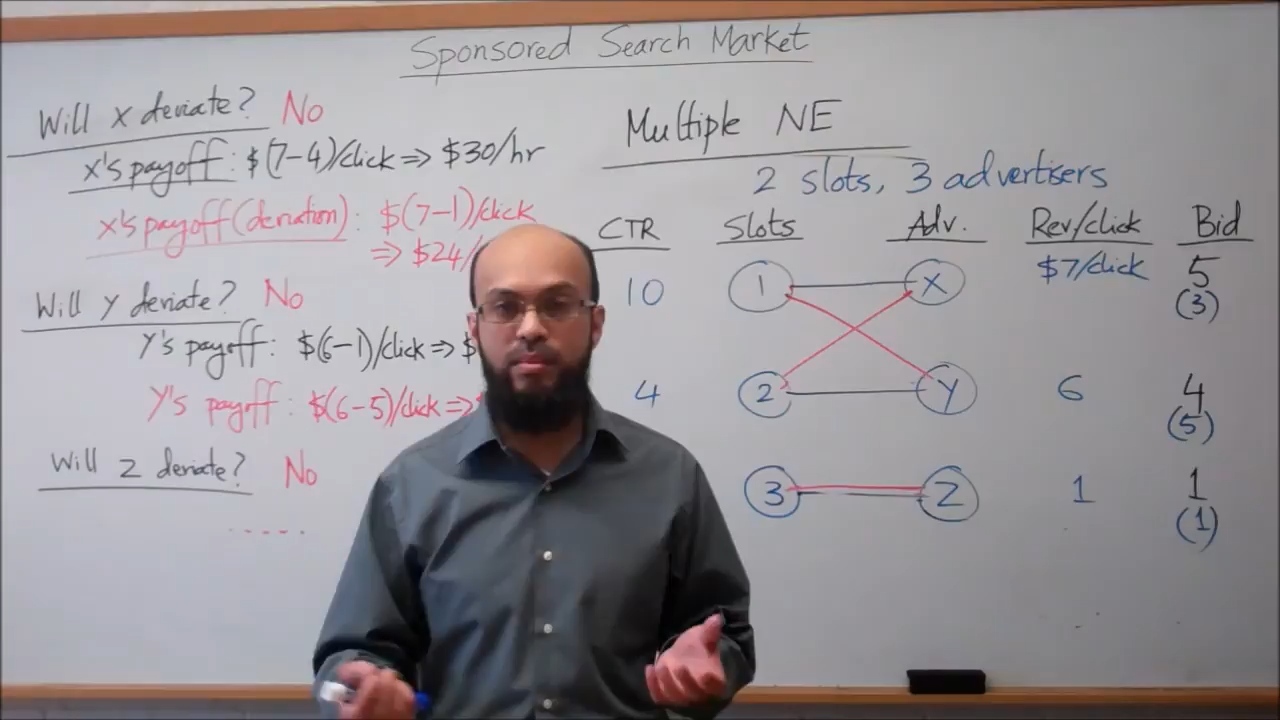 Sponsored Search Market
Will X deviate? No
X's payoff: $(7-4)/click => $30/hr
X's payoff (deviation): $(7-1)/click
=> $24/
Will Y deviate? No
Y's payoff: $(6-1)/click => $
Y's payoff: $(6-5)/click =>
Will Z deviate? No
.....
Multiple NE
2 slots, 3 advertisers
CTR Slots Adv. Rev/click Bid
10 1 X $7/click 5
(3)
4 2 Y 6 4
(5)
3 Z 1 1
(1)